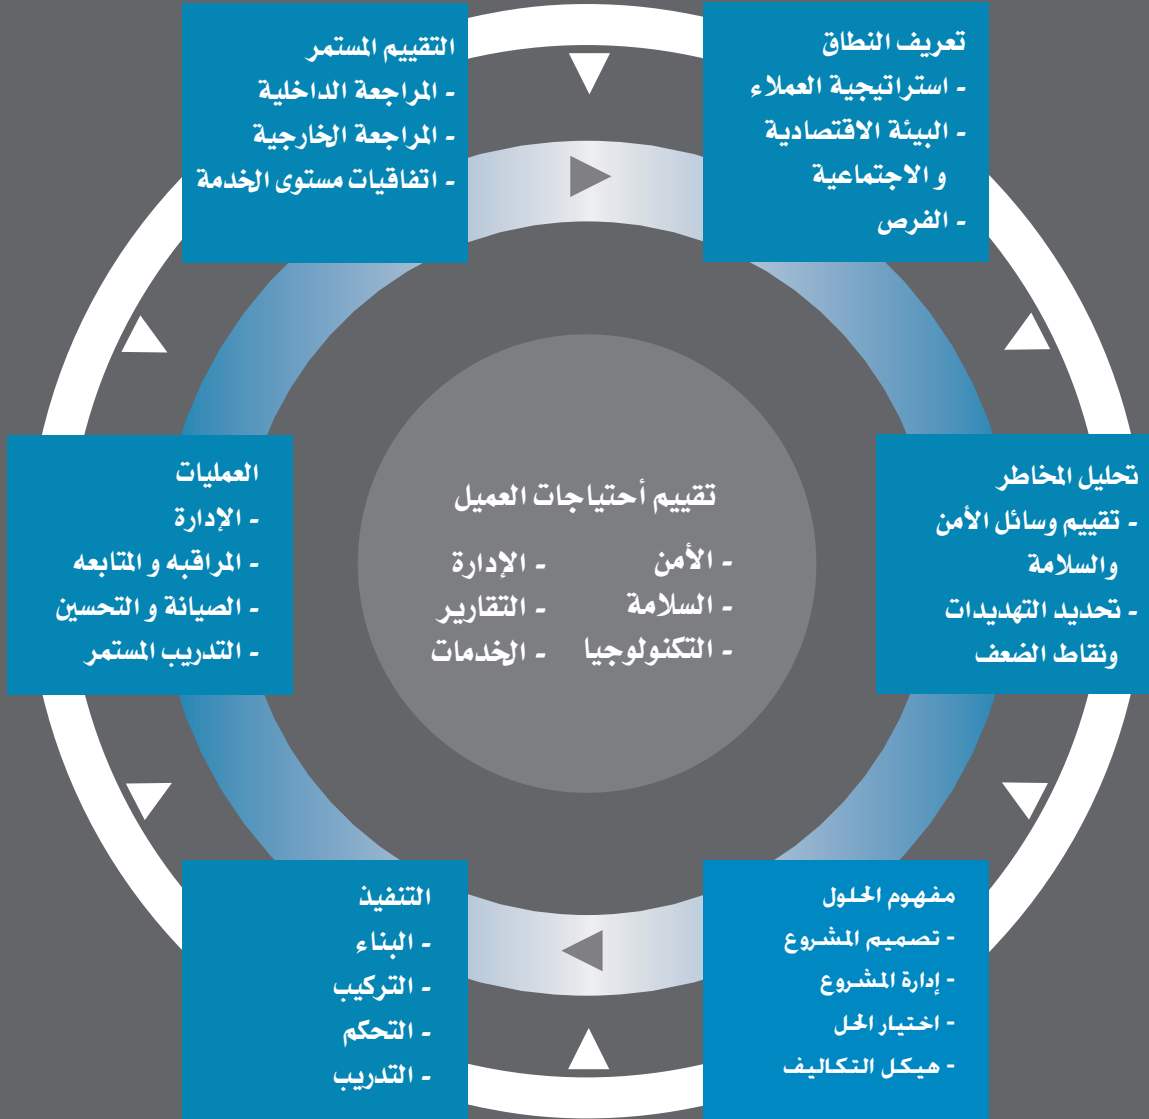 تعريف النطاق
- استراتيجية العملاء
- البيئة الاقتصادية
و الاجتماعية
- الفرص
تحليل المخاطر
- تقييم وسائل الأمن
والسلامة
- تحديد التهديدات
ونقاط الضعف
مفهوم الحلول
- تصميم المشروع
- إدارة المشروع
- اختيار الحل
- هيكل التكاليف
التنفيذ
- البناء
- التركيب
- التحكم
- التدريب
العمليات
- الإدارة
- المراقبه و المتابعه
- الصيانة و التحسين
- التدريب المستمر
التقييم المستمر
- المراجعة الداخلية
- المراجعة الخارجية
- اتفاقيات مستوى الخدمة
تقييم أحتياجات العميل
- الأمن
- السلامة
- التكنولوجيا
- الإدارة
- التقارير
- الخدمات